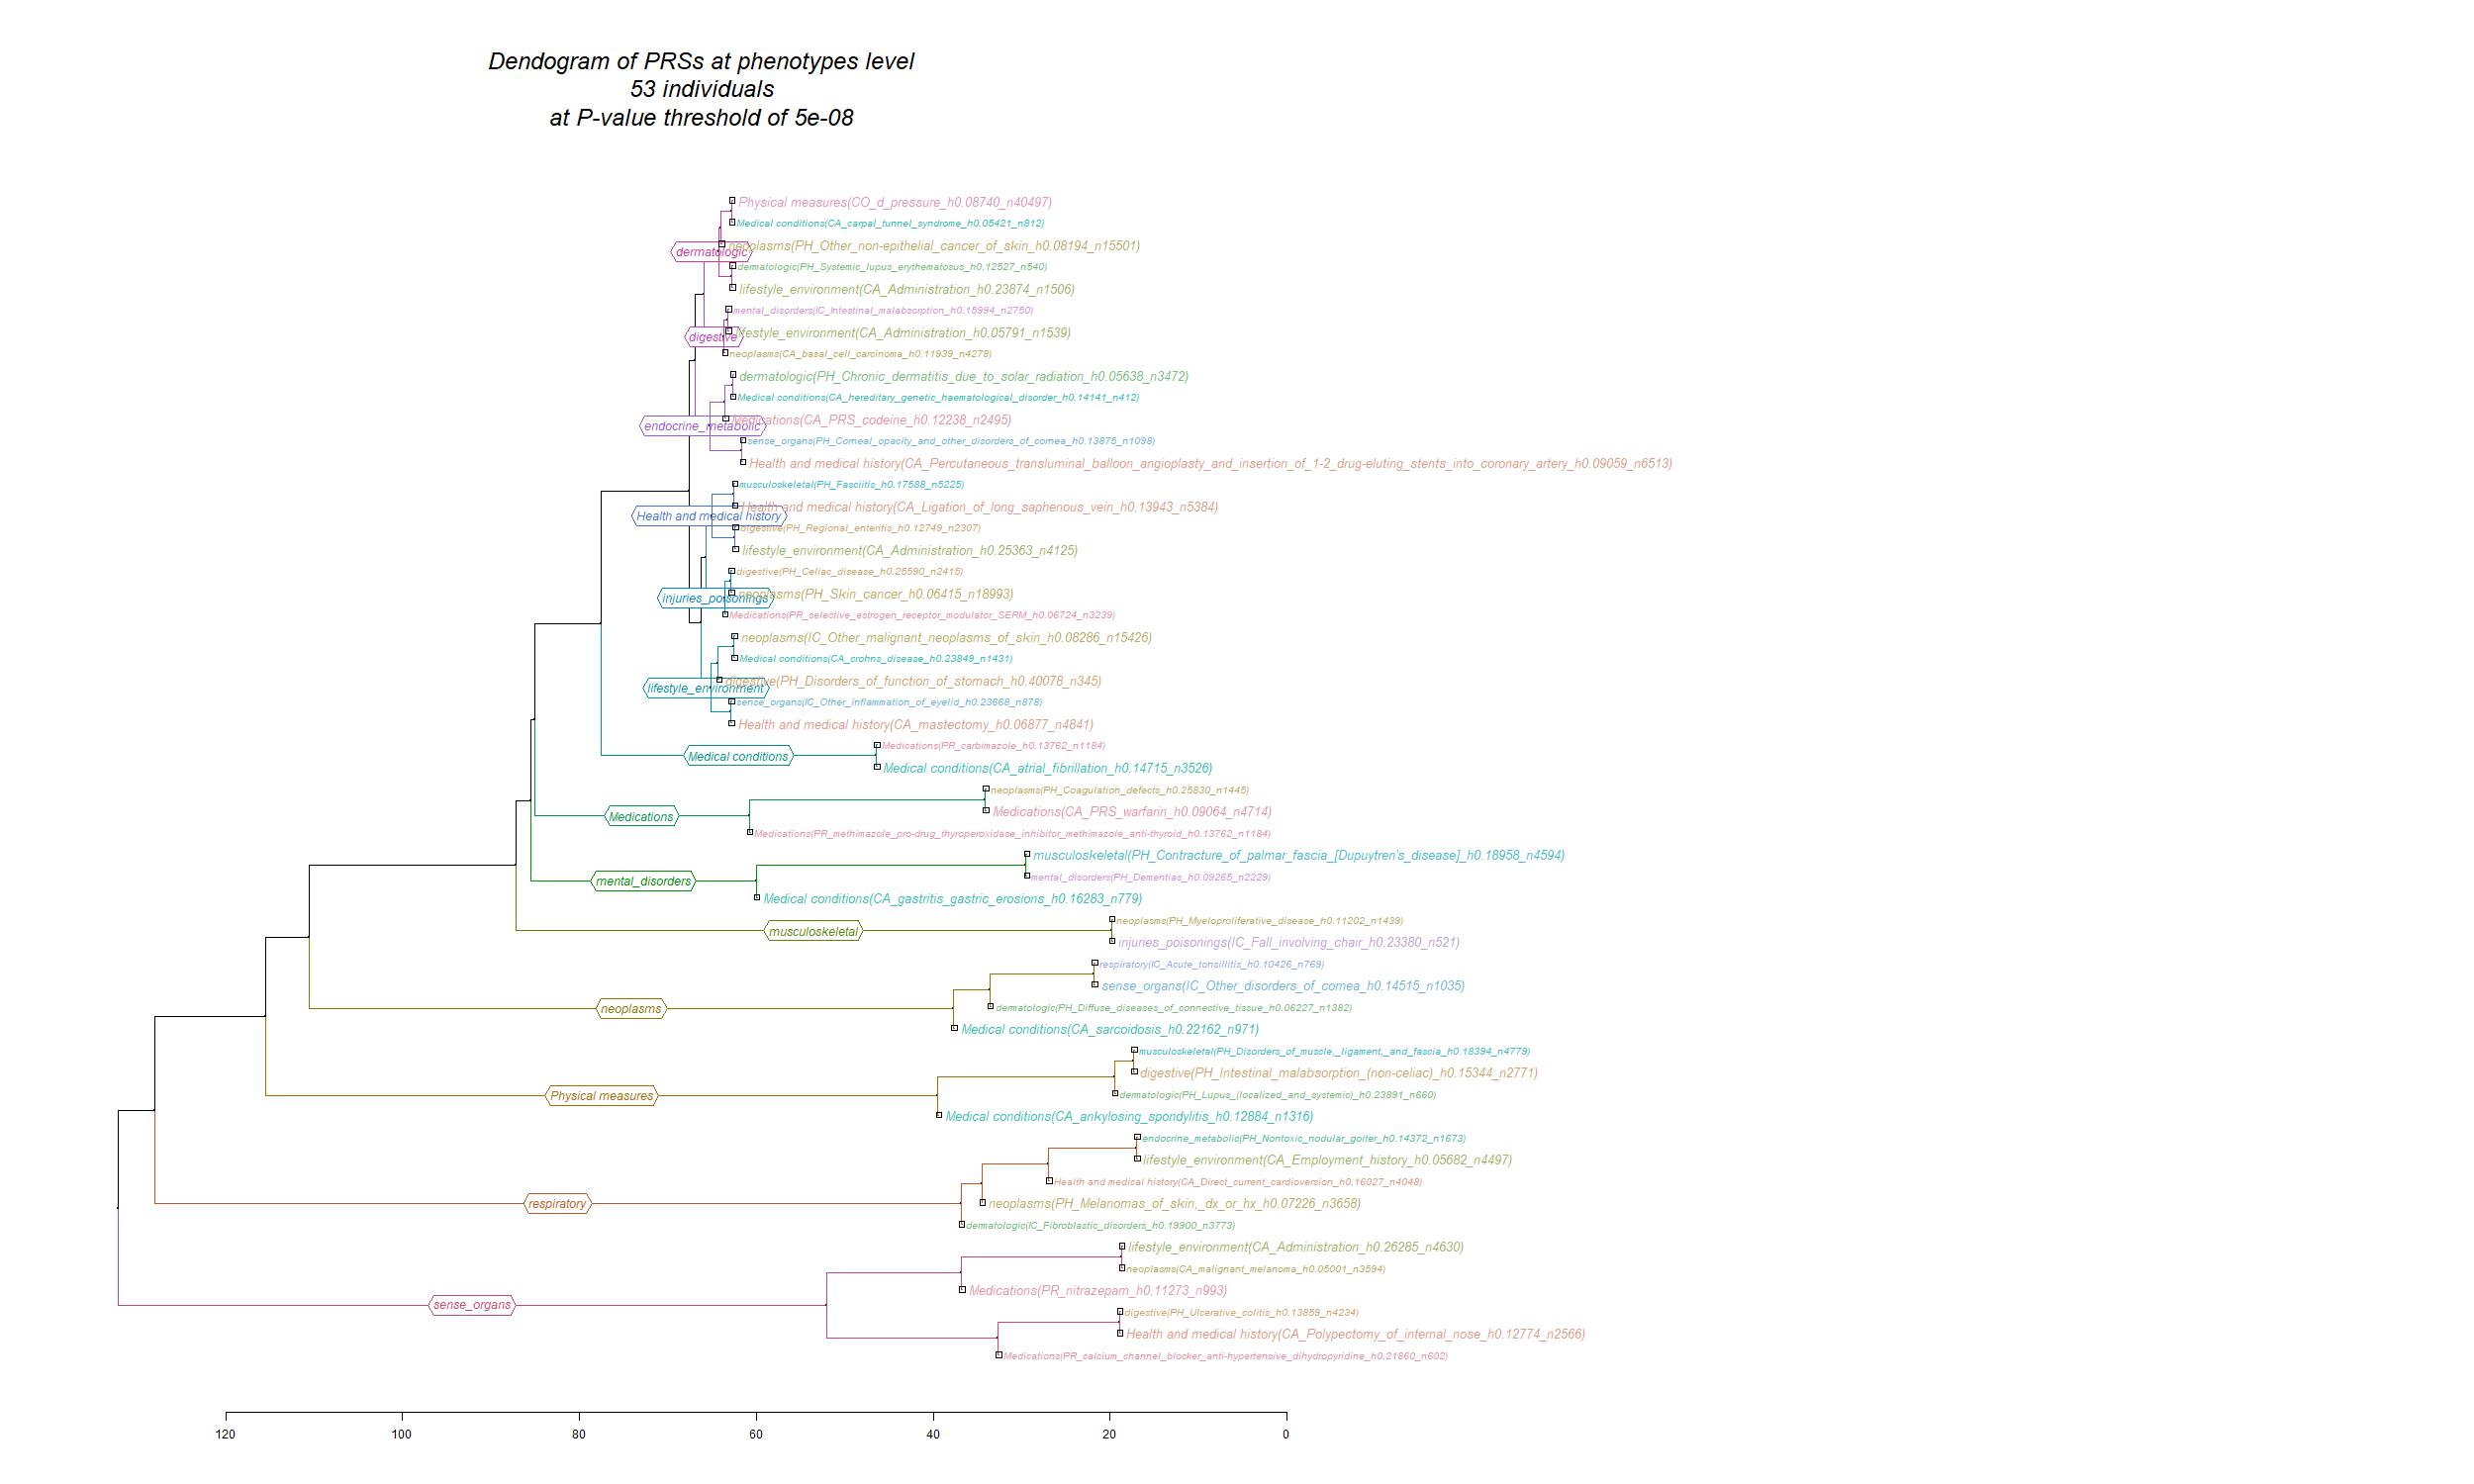 Dendogram of PRSs at phenotypes level
53 individuals
at P-value threshold of 5e-08
Physical measures(CO_d_pressure_h0.08740_n40497)
Medical conditions(CA_carpal_tunnel_syndrome_h0.05421_n812)
neoplasms(PH_Other_non-epithelial_cancer_of_skin_h0.08194_n15501)
dermatologic
dermatologic(PH_Systemic_lupus_erythematosus_h0.12527_n540)
lifestyle_environment(CA_Administration_h0.23874_n1506)
mental_disorders(IC_Intestinal_malabsorption_h0.15994_n2750)
lifestyle_environment(CA_Administration_h0.05791_n1539)
digestive
neoplasms(CA_basal_cell_carcinoma_h0.11939_n4278)
dermatologic(PH_Chronic_dermatitis_due_to_solar_radiation_h0.05638_n3472)
Medical conditions(CA_hereditary_genetic_haematological_disorder_h0.14141_n412)
Medications(CA_PRS_codeine_h0.12238_n2495)
endocrine_metabolic
sense_organs(PH_Corneal_opacity_and_other_disorders_of_cornea_h0.13875_n1098)
Health and medical history(CA_Percutaneous_transluminal_balloon_angioplasty_and_insertion_of_1-2_drug-eluting_stents_into_coronary_artery_h0.09059_n6513)
musculoskeletal(PH_Fasciitis_h0.17588_n5225)
Health and medical history(CA_Ligation_of_long_saphenous_vein_h0.13943_n5384)
Health and medical history
digestive(PH_Regional_enteritis_h0.12749_n2307)
lifestyle_environment(CA_Administration_h0.25363_n4125)
digestive(PH_Celiac_disease_h0.25590_n2415)
neoplasms(PH_Skin_cancer_h0.06415_n18993)
injuries_poisonings
Medications(PR_selective_estrogen_receptor_modulator_SERM_h0.06724_n3239)
neoplasms(IC_Other_malignant_neoplasms_of_skin_h0.08286_n15426)
Medical conditions(CA_crohns_disease_h0.23849_n1431)
digestive(PH_Disorders_of_function_of_stomach_h0.40078_n345)
lifestyle_environment
sense_organs(IC_Other_inflammation_of_eyelid_h0.23668_n878)
Health and medical history(CA_mastectomy_h0.06877_n4841)
Medications(PR_carbimazole_h0.13762_n1184)
Medical conditions
Medical conditions(CA_atrial_fibrillation_h0.14715_n3526)
neoplasms(PH_Coagulation_defects_h0.25830_n1445)
Medications(CA_PRS_warfarin_h0.09064_n4714)
Medications
Medications(PR_methimazole_pro-drug_thyroperoxidase_inhibitor_methimazole_anti-thyroid_h0.13762_n1184)
musculoskeletal(PH_Contracture_of_palmar_fascia_[Dupuytren's_disease]_h0.18958_n4594)
mental_disorders(PH_Dementias_h0.09265_n2229)
mental_disorders
Medical conditions(CA_gastritis_gastric_erosions_h0.16283_n779)
neoplasms(PH_Myeloproliferative_disease_h0.11202_n1439)
musculoskeletal
injuries_poisonings(IC_Fall_involving_chair_h0.23380_n521)
respiratory(IC_Acute_tonsillitis_h0.10426_n769)
sense_organs(IC_Other_disorders_of_cornea_h0.14515_n1035)
dermatologic(PH_Diffuse_diseases_of_connective_tissue_h0.06227_n1382)
neoplasms
Medical conditions(CA_sarcoidosis_h0.22162_n971)
musculoskeletal(PH_Disorders_of_muscle,_ligament,_and_fascia_h0.18394_n4779)
digestive(PH_Intestinal_malabsorption_(non-celiac)_h0.15344_n2771)
dermatologic(PH_Lupus_(localized_and_systemic)_h0.23891_n660)
Physical measures
Medical conditions(CA_ankylosing_spondylitis_h0.12884_n1316)
endocrine_metabolic(PH_Nontoxic_nodular_goiter_h0.14372_n1673)
lifestyle_environment(CA_Employment_history_h0.05682_n4497)
Health and medical history(CA_Direct_current_cardioversion_h0.16027_n4048)
neoplasms(PH_Melanomas_of_skin,_dx_or_hx_h0.07226_n3658)
respiratory
dermatologic(IC_Fibroblastic_disorders_h0.19900_n3773)
lifestyle_environment(CA_Administration_h0.26285_n4630)
neoplasms(CA_malignant_melanoma_h0.05001_n3594)
Medications(PR_nitrazepam_h0.11273_n993)
sense_organs
digestive(PH_Ulcerative_colitis_h0.13859_n4234)
Health and medical history(CA_Polypectomy_of_internal_nose_h0.12774_n2566)
Medications(PR_calcium_channel_blocker_anti-hypertensive_dihydropyridine_h0.21860_n602)
120 100 80 60 40 20 0